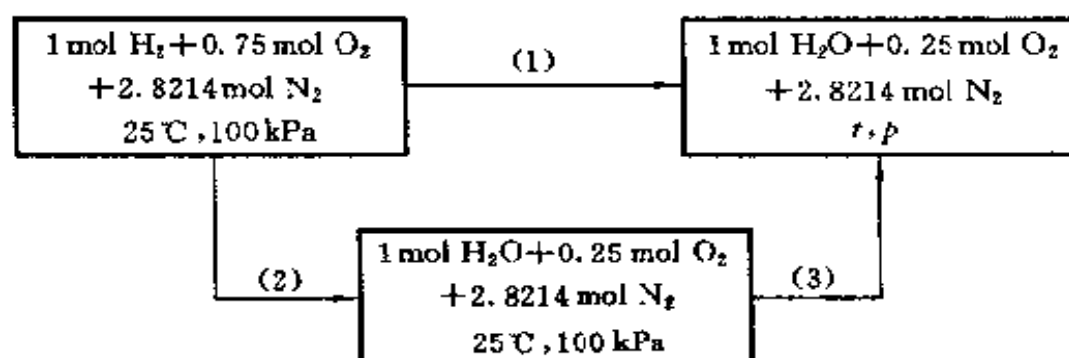 1 mol H₂+0.75 mol O₂
+2.8214 mol N₂
25℃,100 kPa
(1)
1 mol H₂O+0.25 mol O₂
+2.8214 mol N₂
t,p
(2)
1 mol H₂O+0.25 mol O₂
+2.8214 mol N₂
25℃,100 kPa
(3)